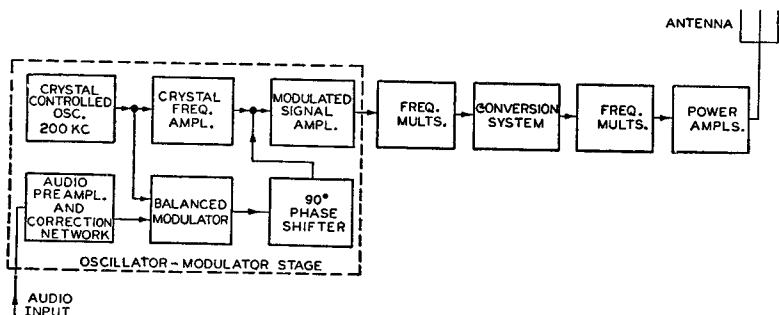 ANTENNA
CRYSTAL
CONTROLLED
OSC.
200 KC
CRYSTAL
FREQ.
AMPL.
MODULATED
SIGNAL
AMPL.
FREQ.
MULTS.
CONVERSION
SYSTEM
FREQ.
MULTS.
POWER
AMPLS.
AUDIO
PREAMPL.
AND
CORRECTION
NETWORK
BALANCED
MODULATOR
90°
PHASE
SHIFTER
OSCILLATOR-MODULATOR STAGE
AUDIO
INPUT